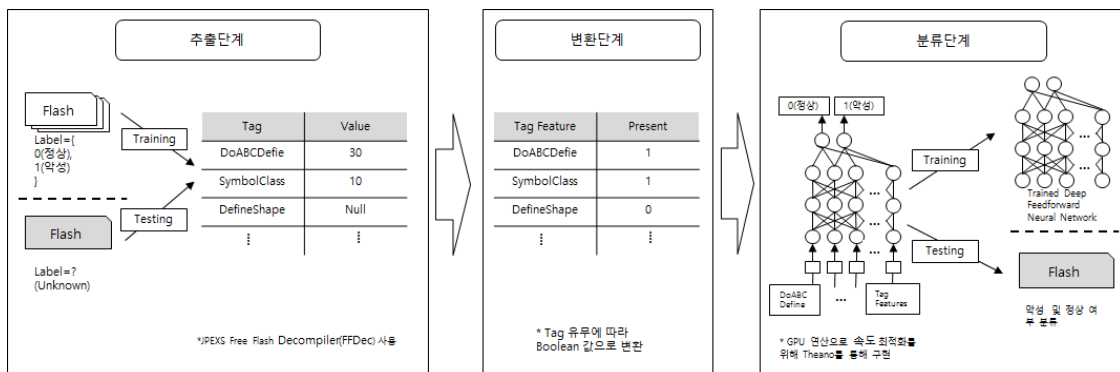 추출단계
Flash
Label={
0(정상),
1(악성)
}
Training
Flash
Testing
Label=?
(Unknown)
Tag Value
DoABCDefie 30
SymbolClass 10
DefineShape Null
⋮ ⋮
*JPEXS Free Flash Decompiler(FFDec) 사용
변환단계
Tag Feature Present
DoABCDefie 1
SymbolClass 1
DefineShape 0
⋮ ⋮
* Tag 유무에 따라
Boolean 값으로 변환
분류단계
0(정상) 1(악성)
...
...
...
DoABC
Define
...
Tag
Features
Training
Testing
...
...
Trained Deep
Feedforward
Neural Network
Flash
악성 및 정상 여
부 분류
* GPU 연산으로 속도 최적화를
위해 Theano를 통해 구현